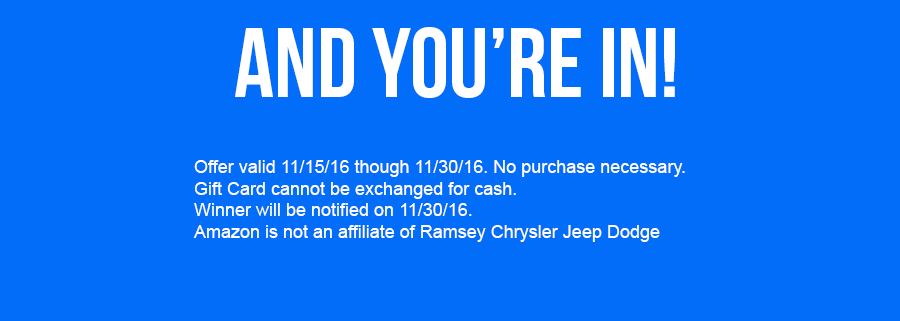 AND YOU’RE IN!
Offer valid 11/15/16 though 11/30/16. No purchase necessary.
Gift Card cannot be exchanged for cash.
Winner will be notified on 11/30/16.
Amazon is not an affiliate of Ramsey Chrysler Jeep Dodge